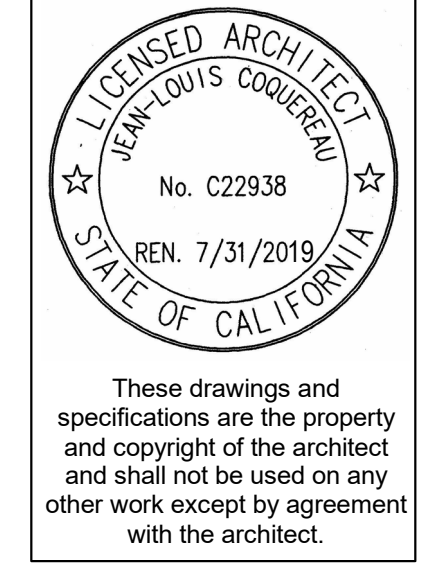 LICENSED ARCHITECT
JEAN-LOUIS COQUEREAU
No. C22938
REN. 7/31/2019
STATE OF CALIFORNIA
These drawings and
specifications are the property
and copyright of the architect
and shall not be used on any
other work except by agreement
with the architect.